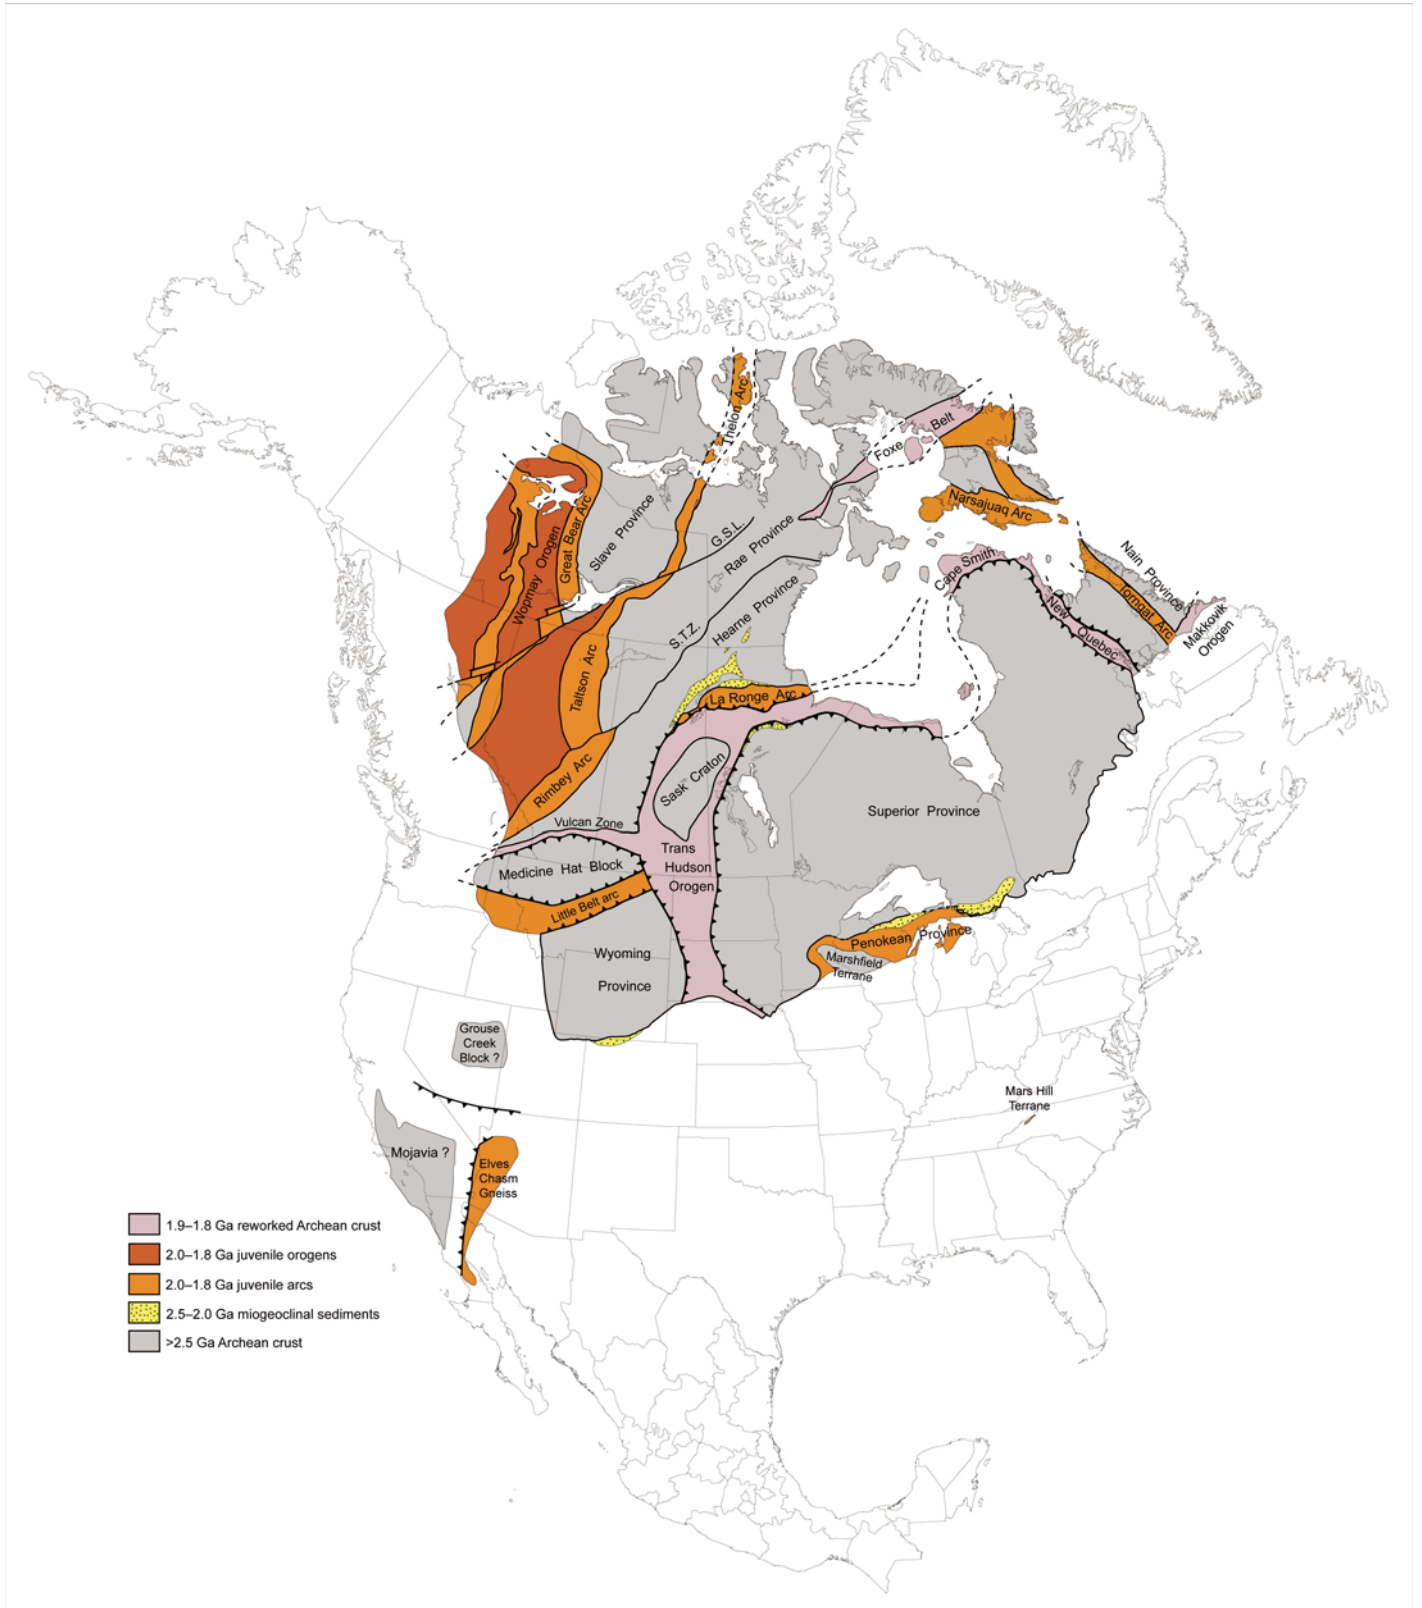 Thelon Arc
Foxe Belt
Narsajuaq Arc
Great Bear Arc
Slave Province
Wopmay Orogen
G.S.L.
Rae Province
Nain Province
Cape Smith
Torngat Arc
Makkovik
Orogen
New Quebec
Hearne Province
S.T.Z.
Taltson Arc
La Ronge Arc
Sask Craton
Rimbey Arc
Superior Province
Vulcan Zone
Trans
Hudson
Orogen
Medicine Hat Block
Little Belt arc
Penokean Province
Wyoming
Province
Marshfield
Terrane
Grouse
Creek
Block ?
Mars Hill
Terrane
Mojavia ?
Elves
Chasm
Gneiss
1.9–1.8 Ga reworked Archean crust
2.0–1.8 Ga juvenile orogens
2.0–1.8 Ga juvenile arcs
2.5–2.0 Ga miogeoclinal sediments
>2.5 Ga Archean crust